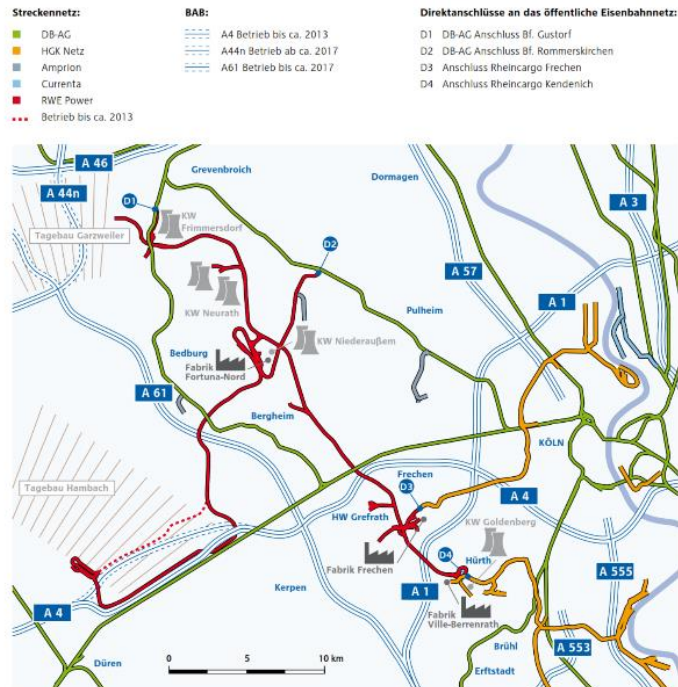 Streckennetz:
DB-AG
HGK Netz
Amprion
Currenta
RWE Power
Betrieb bis ca. 2013
BAB:
A4 Betrieb bis ca. 2013
A44n Betrieb ab ca. 2017
A61 Betrieb bis ca. 2017
Direktanschlüsse an das öffentliche Eisenbahnnetz:
D1 DB-AG Anschluss Bf. Gustorf
D2 DB-AG Anschluss Bf. Rommerskirchen
D3 Anschluss Rheincargo Frechen
D4 Anschluss Rheincargo Kendenich
A 46
Grevenbroich
Dormagen
A 44n
A 3
D1
KW
Frimmersdorf
Tagebau Garzweiler
D2
A 57
KW Neurath
A 1
Pulheim
KW Niederaußem
Bedburg
Fabrik
Fortuna-Nord
A 61
Bergheim
KÖLN
Frechen
Tagebau Hambach
D3
A 4
HW Grefrath
KW Goldenberg
D4
Hürth
Fabrik Frechen
A 555
Kerpen
A 1
Fabrik
Ville-Berrenrath
A 4
Brühl
A 553
Düren
Erftstadt
0 5 10 km